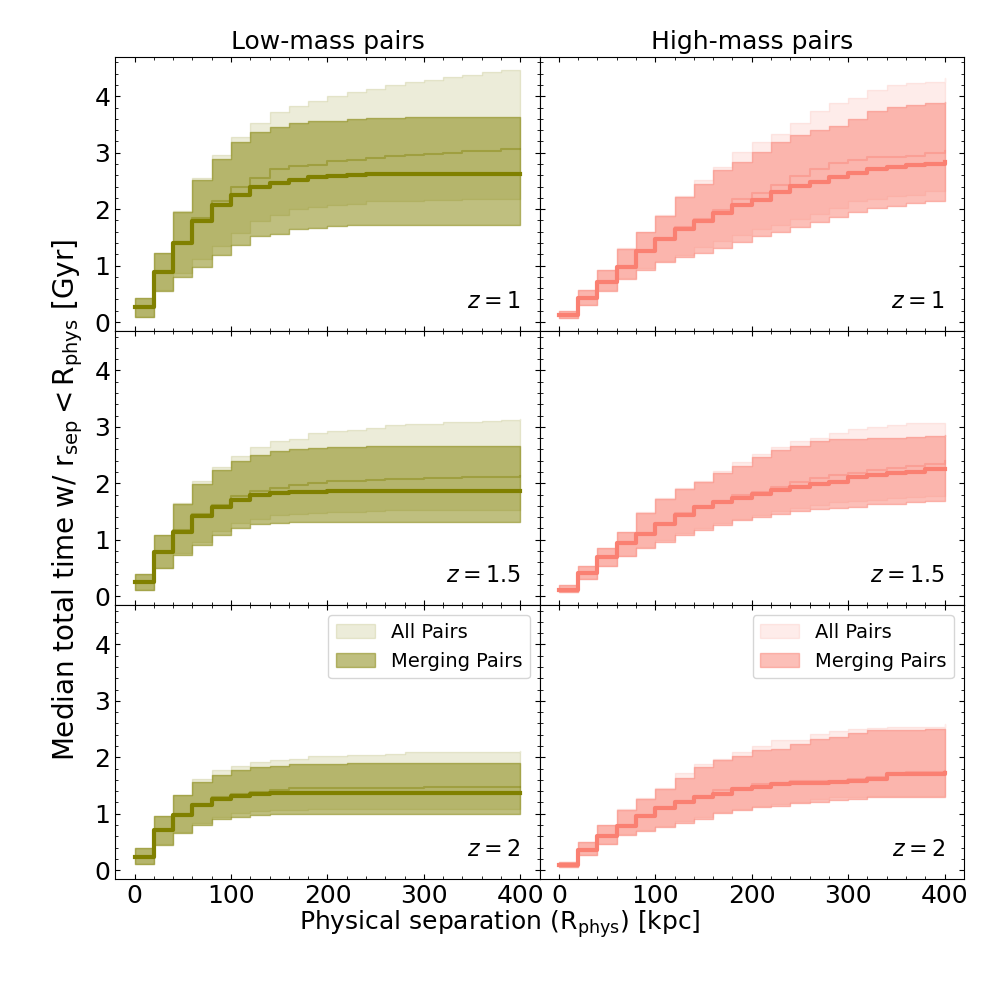 Low-mass pairs
High-mass pairs
Median total time w/ r_sep < R_phys [Gyr]
4
3
2
1
0
z = 1
z = 1
4
3
2
1
0
z = 1.5
z = 1.5
4
3
2
1
0
All Pairs
Merging Pairs
z = 2
All Pairs
Merging Pairs
z = 2
0 100 200 300 400
0 100 200 300 400
Physical separation (R_phys) [kpc]